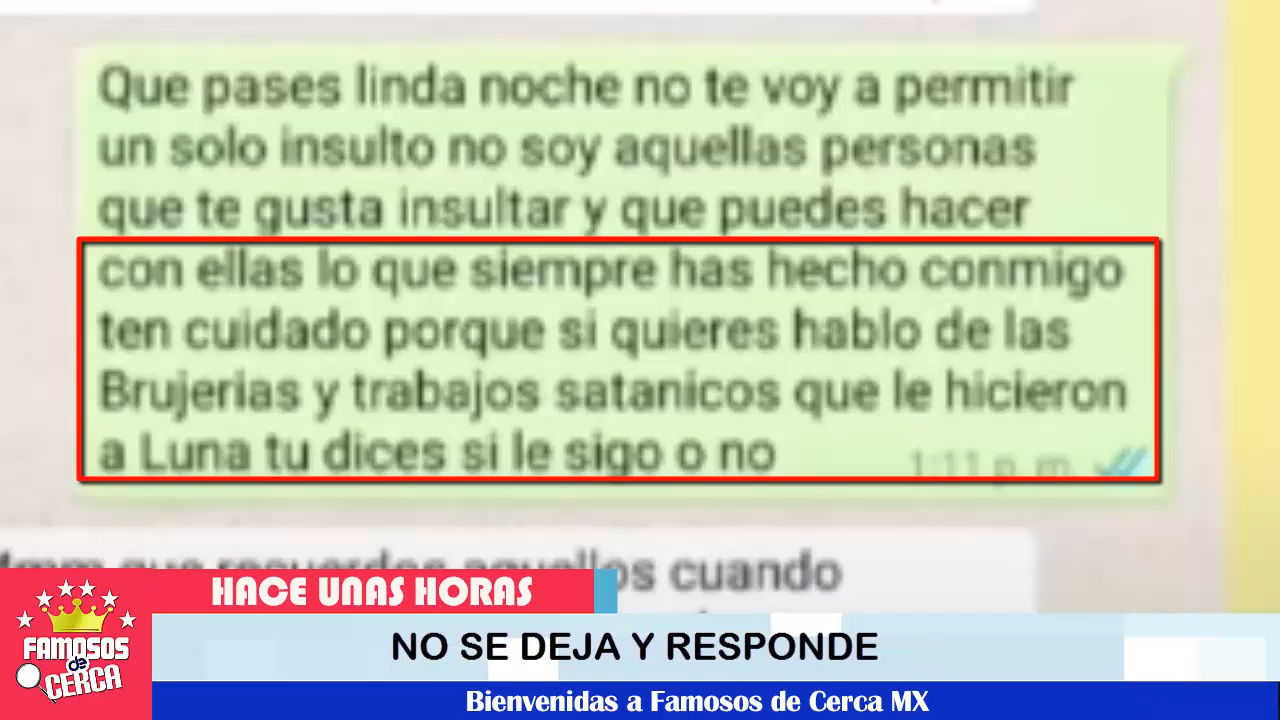 Que pases linda noche no te voy a permitir
un solo insulto no soy aquellas personas
que te gusta insultar y que puedes hacer
con ellas lo que siempre has hecho conmigo
ten cuidado porque si quieres hablo de las
Brujerias y trabajos satanicos que le hicieron
a Luna tu dices si le sigo o no
1:11 p. m.
que recuerdos aquellos cuando
HACE UNAS HORAS
NO SE DEJA Y RESPONDE
FAMOSOS
de
CERCA
Bienvenidas a Famosos de Cerca MX